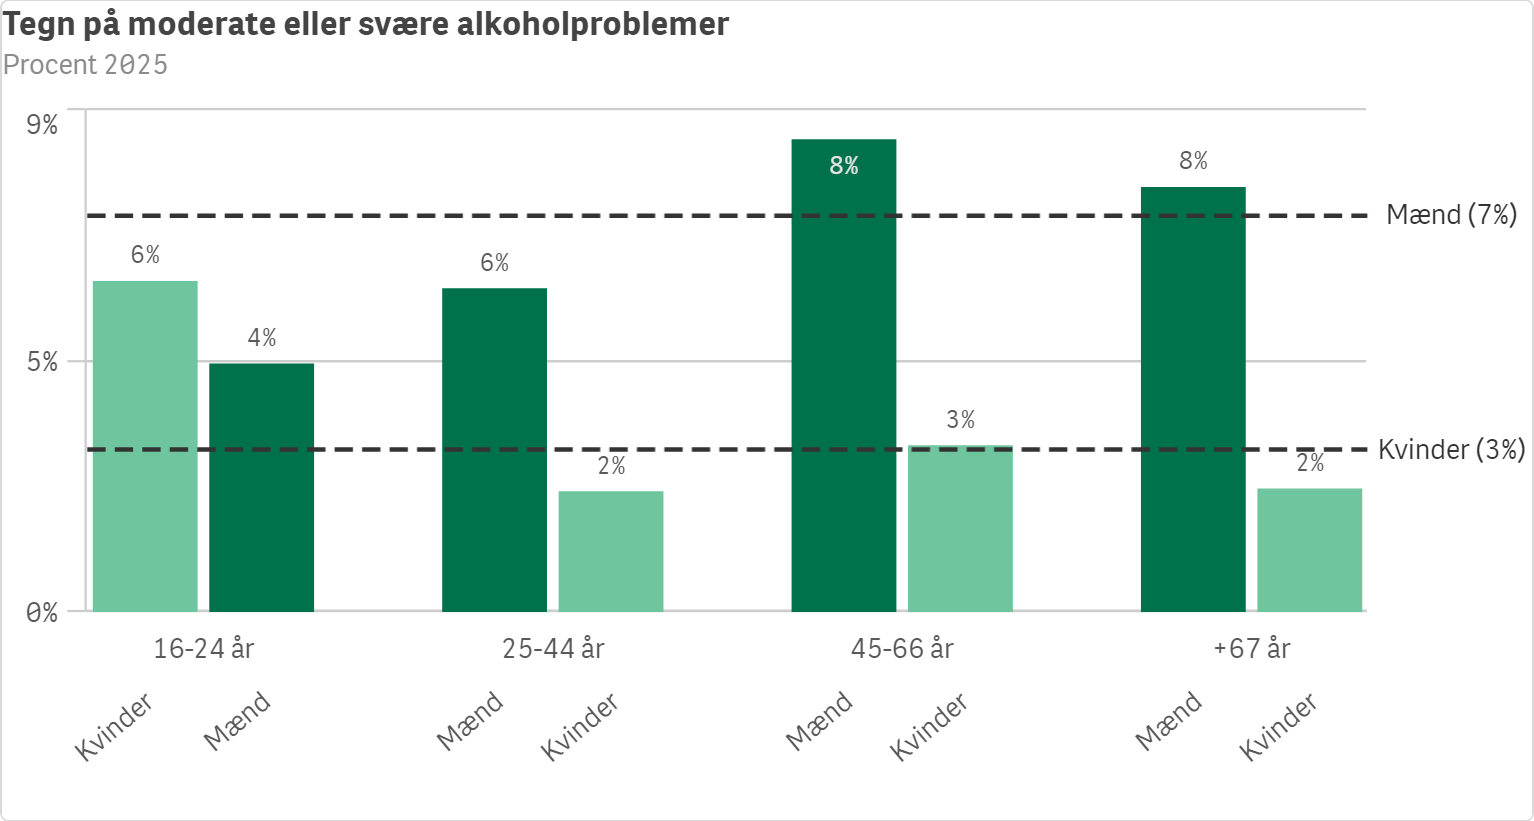 Tegn på moderate eller svære alkoholproblemer
Procent 2025
9%
5%
0%
6%
4%
6%
2%
8%
3%
8%
2%
Mænd (7%)
Kvinder (3%)
16-24 år
25-44 år
45-66 år
+67 år
Kvinder
Mænd
Mænd
Kvinder
Mænd
Kvinder
Mænd
Kvinder